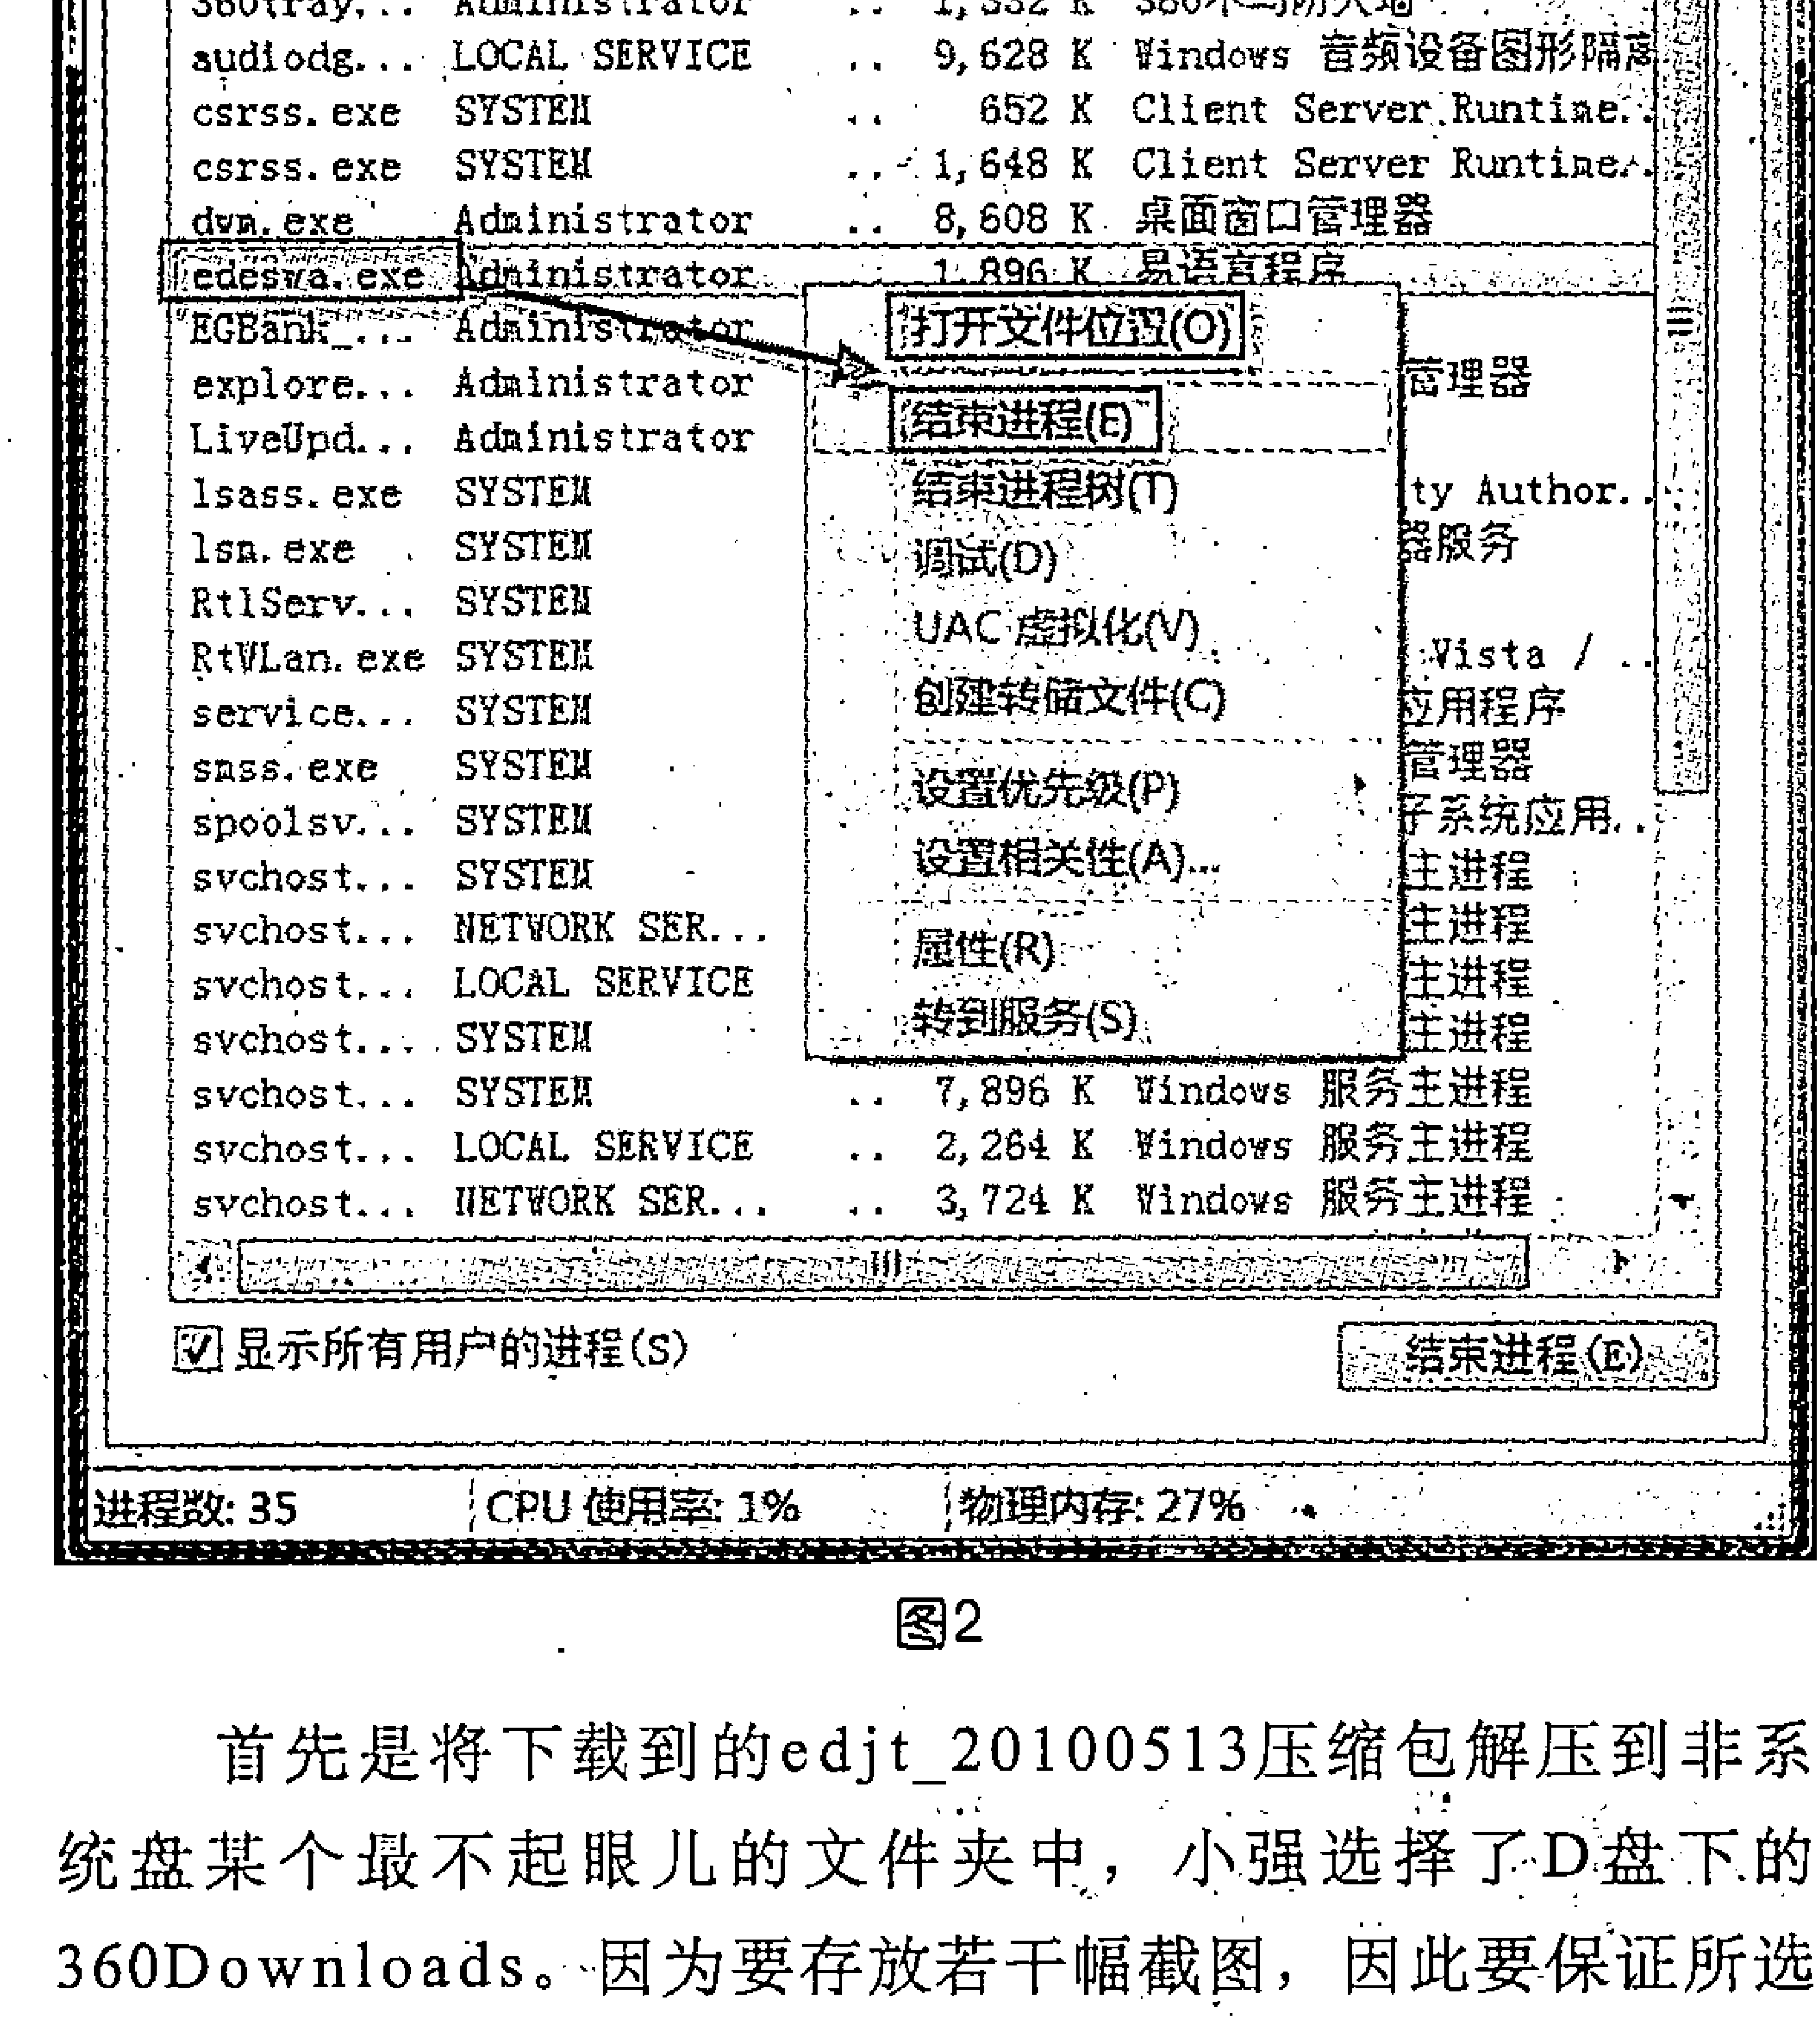 360tray... Administrator .. 1,332 K 360木马防火墙
audiodg... LOCAL SERVICE .. 9,628 K Windows 音频设备图形隔离
csrss.exe SYSTEM .. 652 K Client Server Runtime..
csrss.exe SYSTEM .. 1,648 K Client Server Runtime..
dwm.exe Administrator .. 8,608 K 桌面窗口管理器
edeswa.exe Administrator .. 1,896 K 易语言程序
EGBank_... Administrator 打开文件位置(O)
explore... Administrator 管理器
结束进程(E)
LiveUpd... Administrator
lsass.exe SYSTEM 结束进程树(T) ty Author..
lsm.exe SYSTEM 调试(D) 器服务
RtlServ... SYSTEM
UAC 虚拟化(V)
RtWLan.exe SYSTEM Vista / ..
service... SYSTEM 创建转储文件(C) 应用程序
smss.exe SYSTEM 管理器
设置优先级(P)
spoolsv... SYSTEM 子系统应用..
svchost... SYSTEM 设置相关性(A)... 主进程
svchost... NETWORK SER... 主进程
属性(R)
svchost... LOCAL SERVICE 主进程
svchost... SYSTEM 转到服务(S) 主进程
svchost... SYSTEM .. 7,896 K Windows 服务主进程
svchost... LOCAL SERVICE .. 2,264 K Windows 服务主进程
svchost... NETWORK SER... .. 3,724 K Windows 服务主进程
显示所有用户的进程(S) 结束进程(E)
进程数: 35 CPU 使用率: 1% 物理内存: 27%
图2
首先是将下载到的edjt_20100513压缩包解压到非系
统盘某个最不起眼儿的文件夹中，小强选择了D盘下的
360Downloads。因为要存放若干幅截图，因此要保证所选